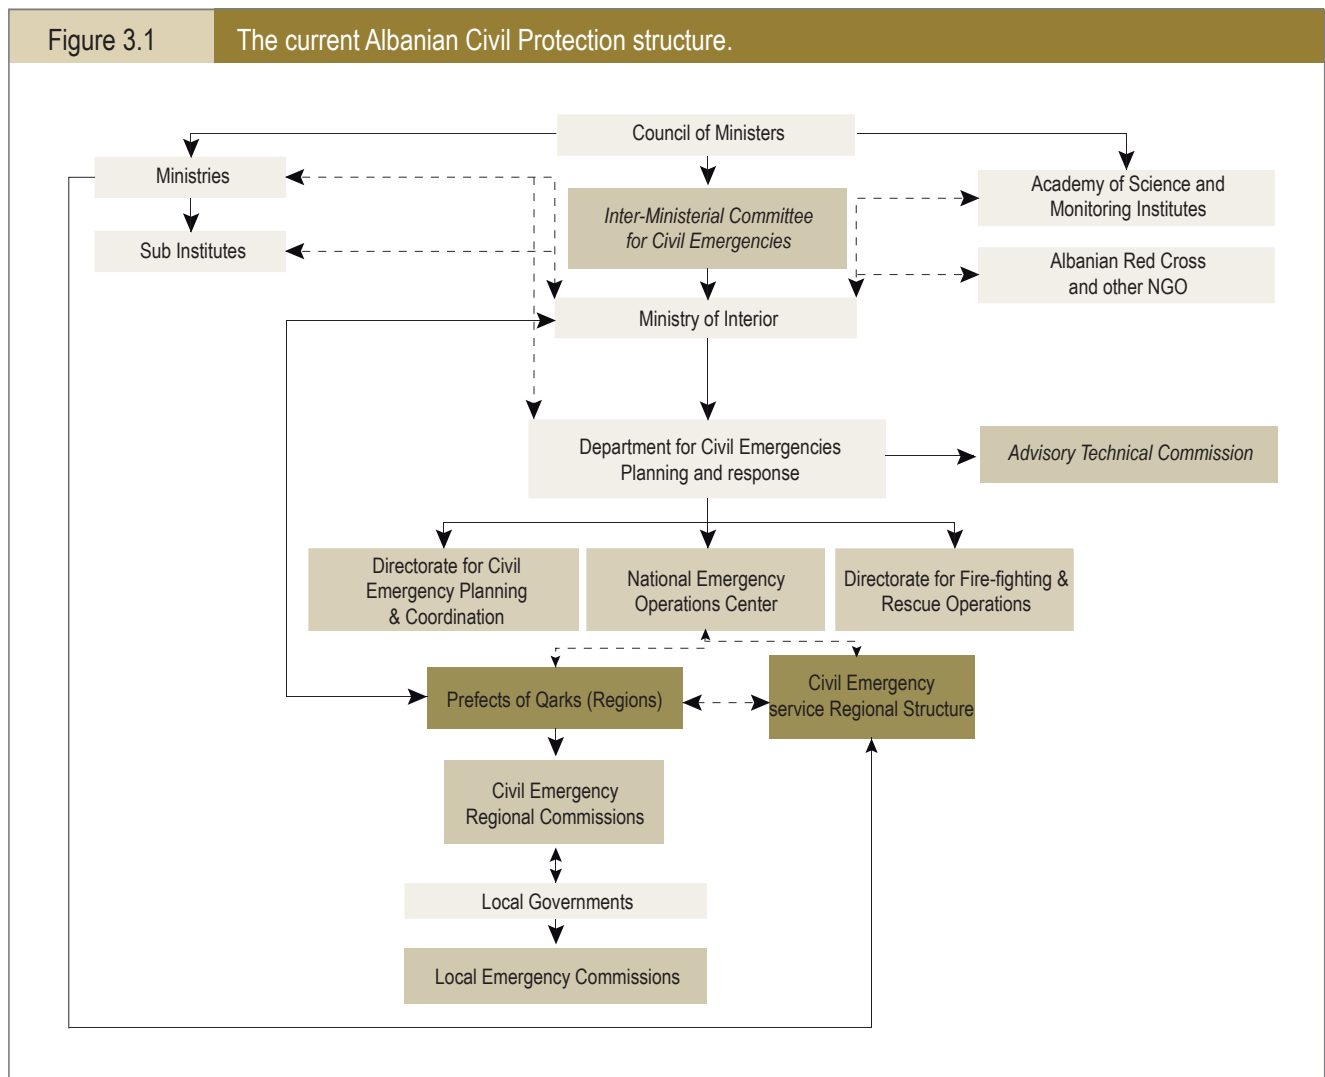 Figure 3.1
The current Albanian Civil Protection structure.
Council of Ministers
Ministries
Academy of Science and
Monitoring Institutes
Inter-Ministerial Committee
for Civil Emergencies
Sub Institutes
Albanian Red Cross
and other NGO
Ministry of Interior
Department for Civil Emergencies
Planning and response
Advisory Technical Commission
Directorate for Civil
Emergency Planning
& Coordination
National Emergency
Operations Center
Directorate for Fire-fighting &
Rescue Operations
Prefects of Qarks (Regions)
Civil Emergency
service Regional Structure
Civil Emergency
Regional Commissions
Local Governments
Local Emergency Commissions